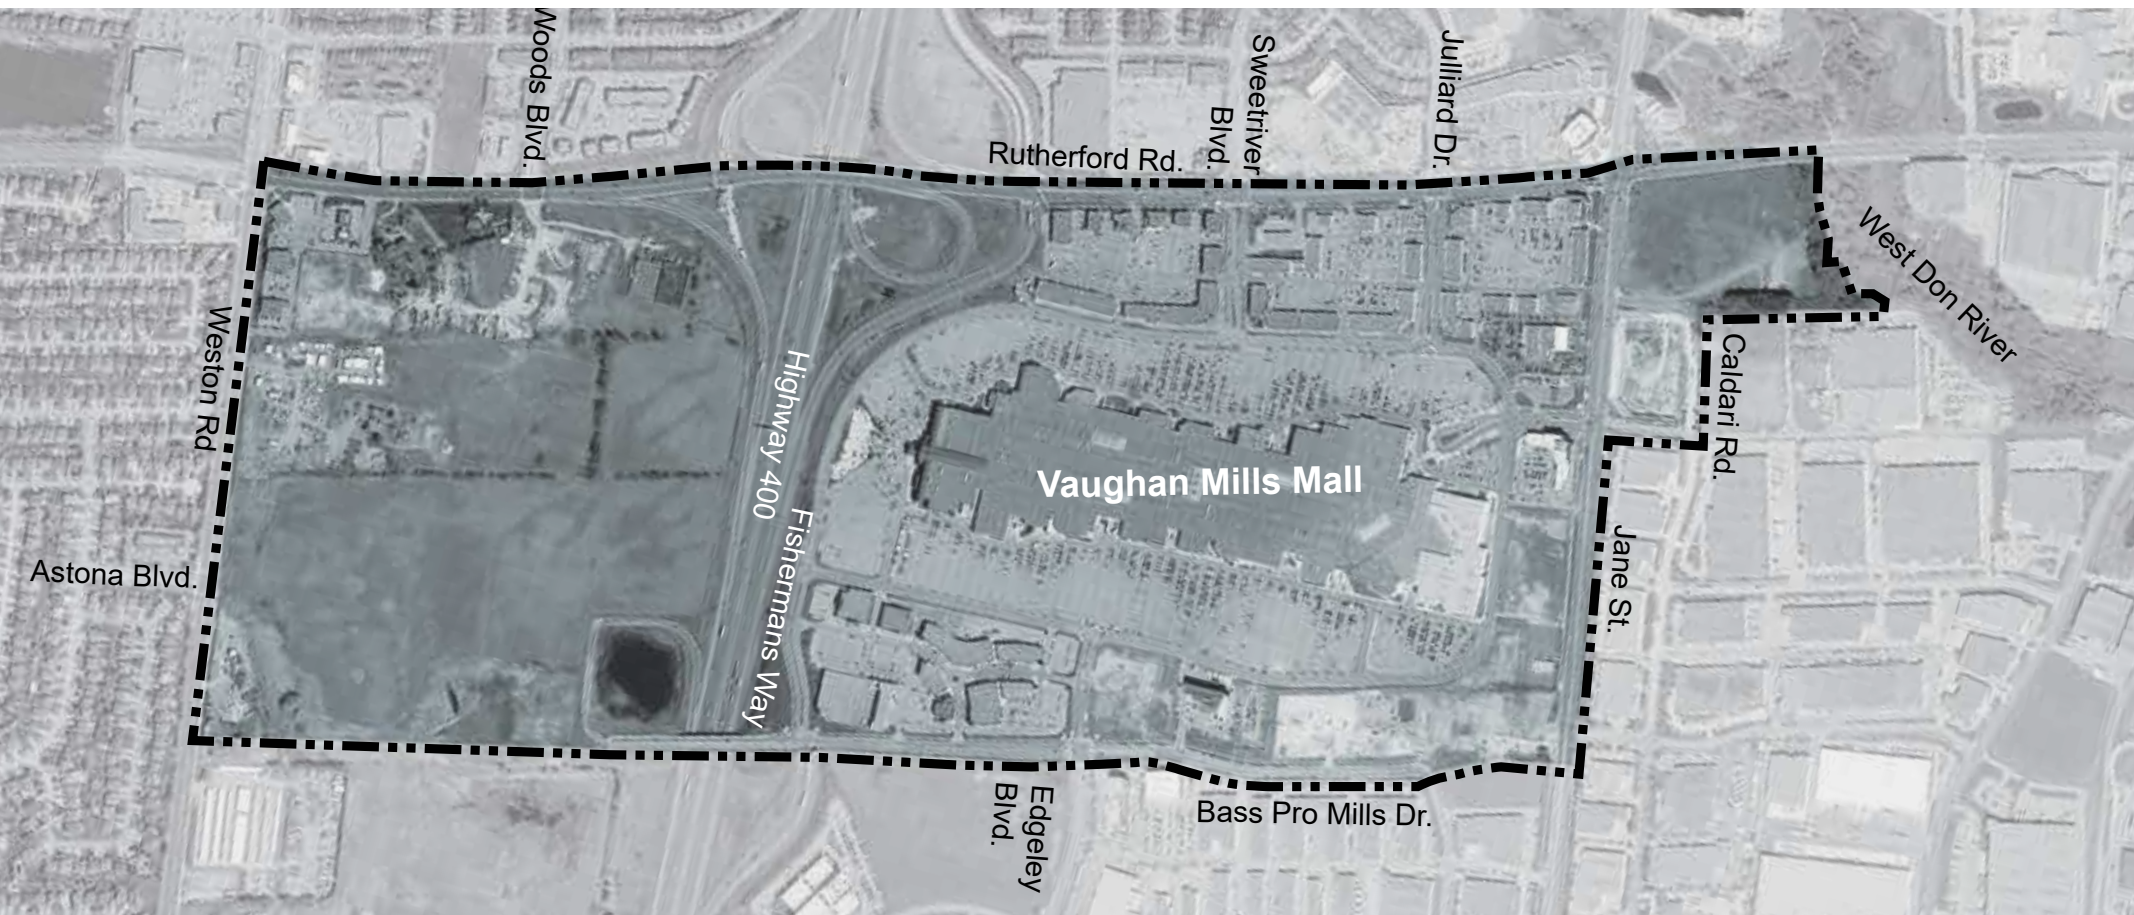 Woods Blvd.
Rutherford Rd.
Sweetriver
Blvd.
Julliard Dr.
West Don River
Weston Rd
Highway 400
Fishermans Way
Vaughan Mills Mall
Caldari Rd.
Jane St.
Astona Blvd.
Edgeley
Blvd.
Bass Pro Mills Dr.